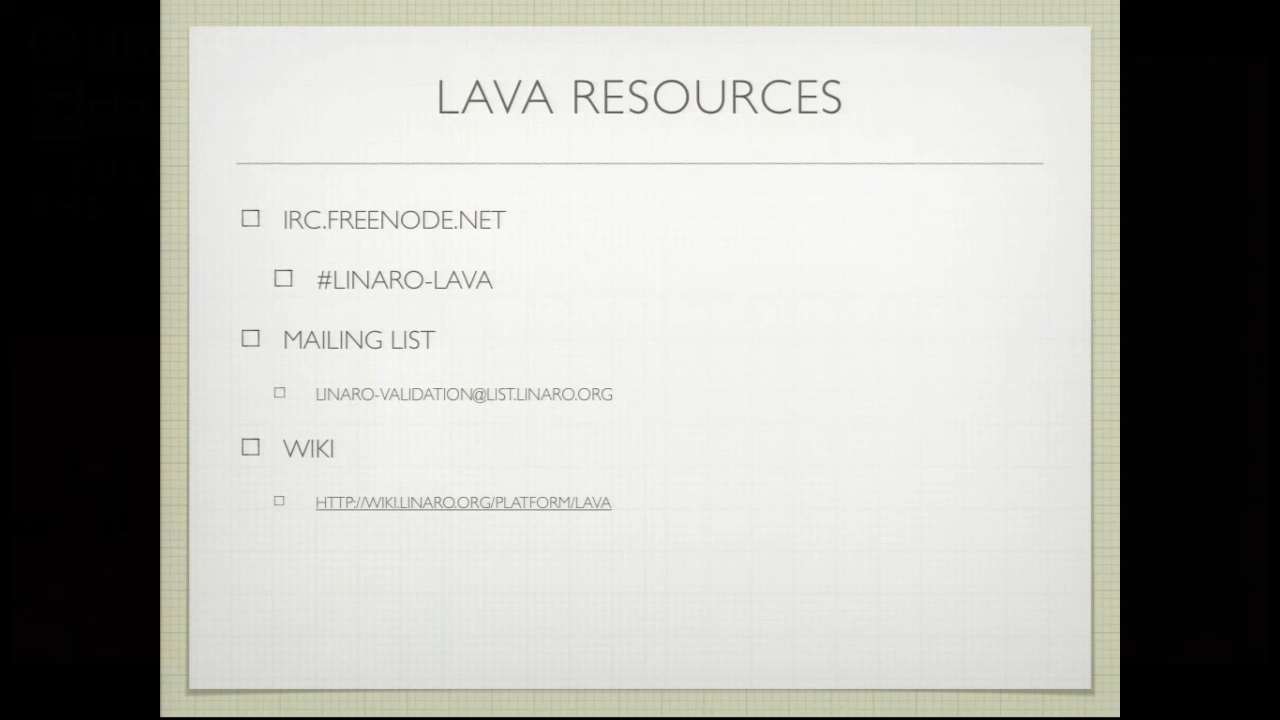 LAVA RESOURCES
IRC.FREENODE.NET
#LINARO-LAVA
MAILING LIST
LINARO-VALIDATION@LIST.LINARO.ORG
WIKI
HTTP://WIKI.LINARO.ORG/PLATFORM/LAVA